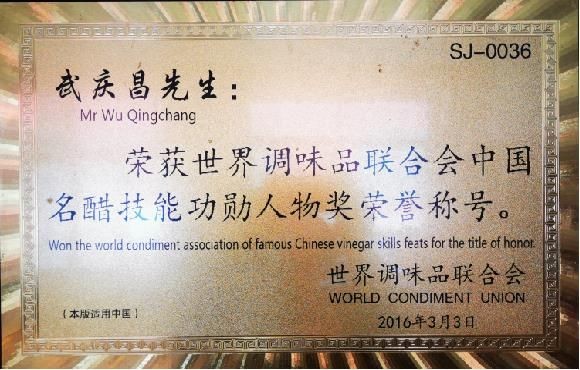 SJ-0036
武庆昌先生：
Mr Wu Qingchang
荣获世界调味品联合会中国
名醋技能功勋人物奖荣誉称号。
Won the world condiment association of famous Chinese vinegar skills feats for the title of honor.
世界调味品联合会
WORLD CONDIMENT UNION
（本版适用中国）
2016年3月3日